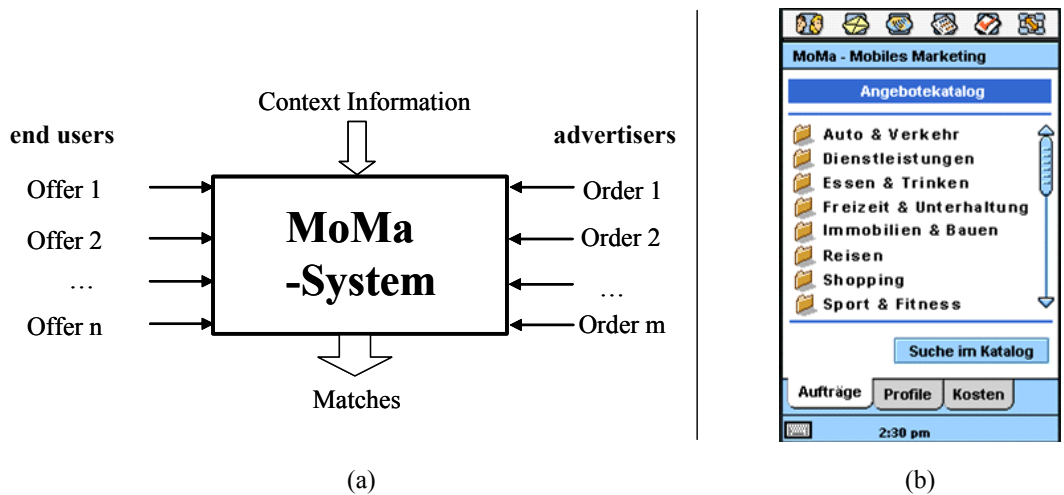 Context Information
end users
advertisers
Offer 1
Offer 2
…
Offer n
MoMa
-System
Order 1
Order 2
…
Order m
Matches
(a)
MoMa - Mobiles Marketing
Angebotekatalog
Auto & Verkehr
Dienstleistungen
Essen & Trinken
Freizeit & Unterhaltung
Immobilien & Bauen
Reisen
Shopping
Sport & Fitness
Suche im Katalog
Aufträge Profile Kosten
2:30 pm
(b)